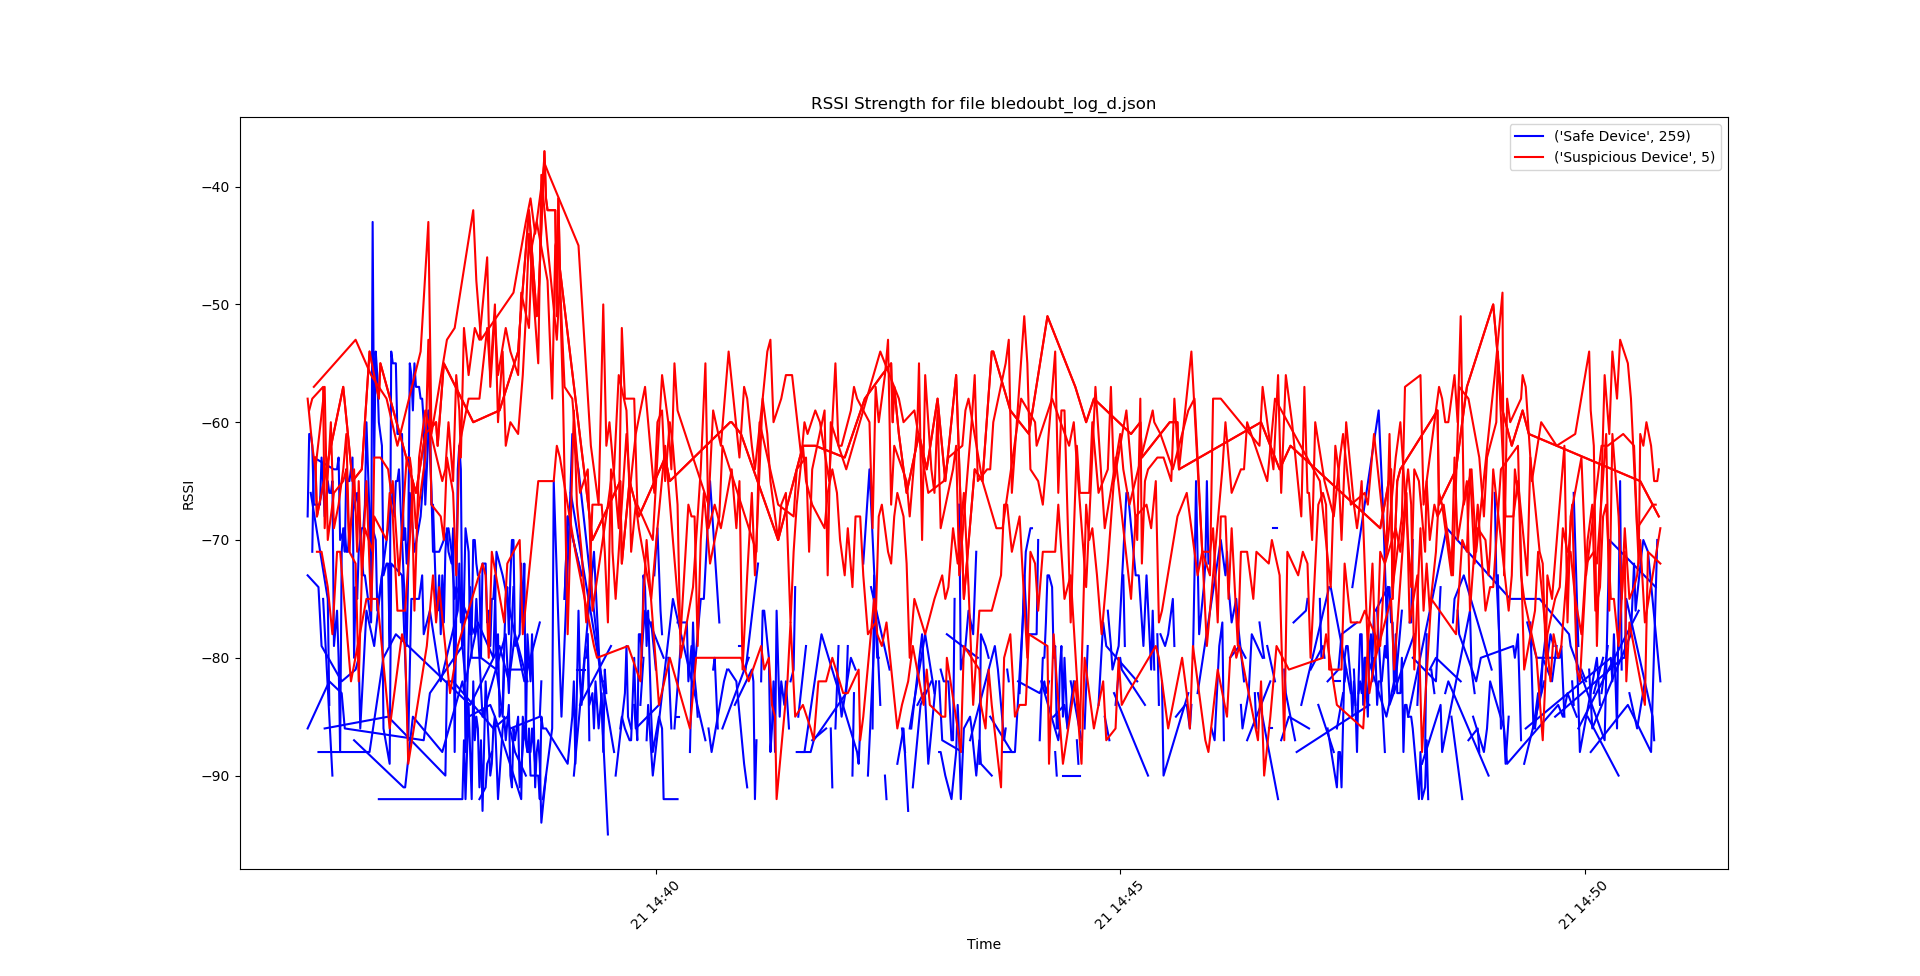 RSSI Strength for file bledoubt_log_d.json
('Safe Device', 259)
('Suspicious Device', 5)
RSSI
−40
−50
−60
−70
−80
−90
21 14:40
21 14:45
21 14:50
Time